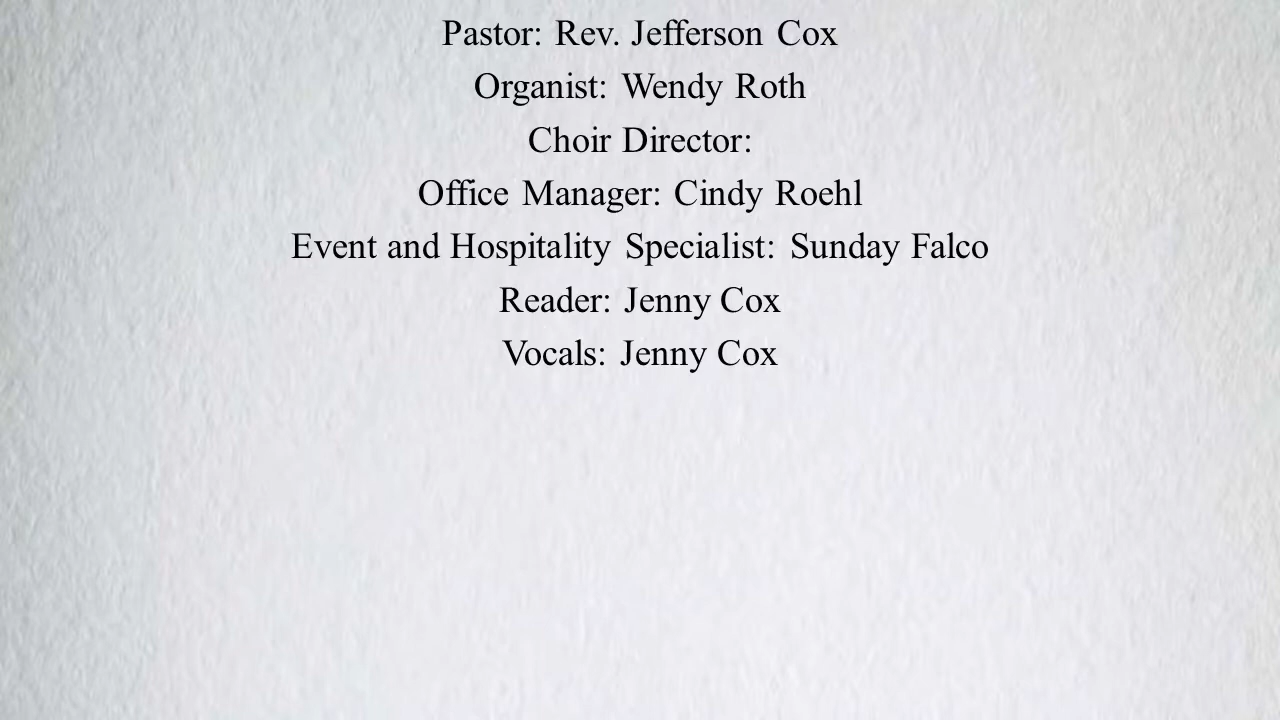 Pastor: Rev. Jefferson Cox
Organist: Wendy Roth
Choir Director:
Office Manager: Cindy Roehl
Event and Hospitality Specialist: Sunday Falco
Reader: Jenny Cox
Vocals: Jenny Cox